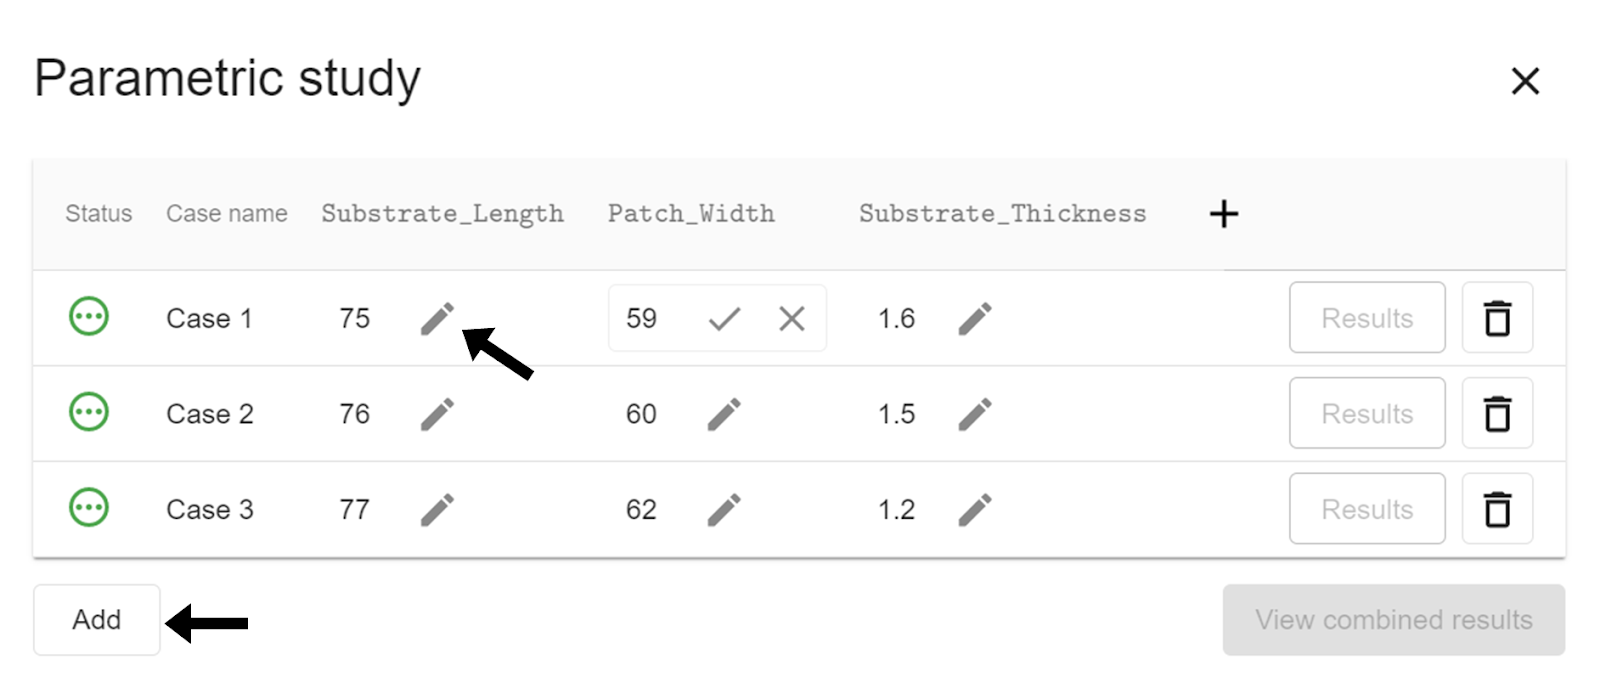 Parametric study
Status Case name Substrate_Length Patch_Width Substrate_Thickness
Case 1 75 59 1.6 Results
Case 2 76 60 1.5 Results
Case 3 77 62 1.2 Results
Add View combined results